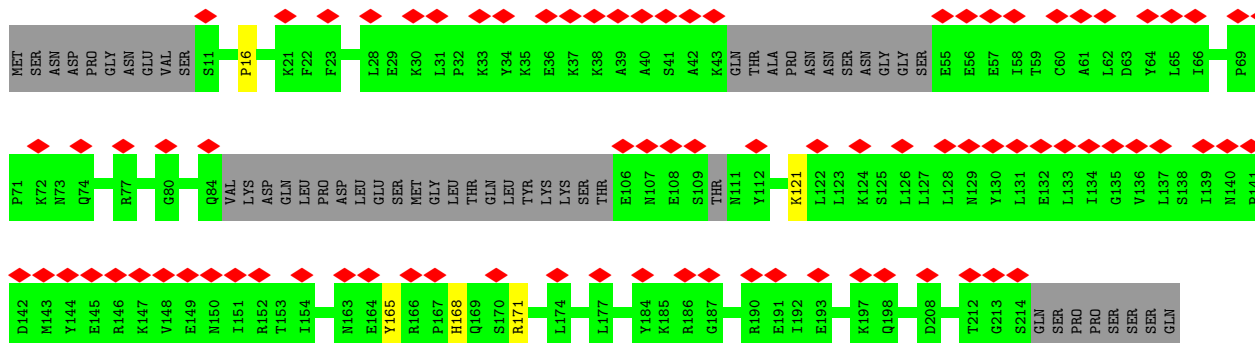 MET SER ASN ASP PRO GLY ASN GLU VAL SER S11 P16 K21 F22 F23 L28 E29 K30 L31 P32 K33 Y34 K35 E36 K37 K38 A39 A40 S41 A42 K43 GLN THR ALA PRO ASN ASN SER ASN GLY GLY SER E55 E56 E57 I58 T59 C60 A61 L62 D63 Y64 L65 I66 P69
P71 K72 N73 Q74 R77 G80 Q84 VAL LYS ASP GLN LEU PRO ASP LEU GLU SER MET GLY LEU THR GLN LEU TYR LYS LYS SER THR E106 N107 E108 S109 THR N111 Y112 K121 L122 L123 K124 S125 L126 L127 L128 N129 Y130 L131 E132 L133 I134 G135 V136 L137 S138 I139 N140
D142 M143 Y144 E145 R146 K147 V148 E149 N150 I151 R152 T153 I154 N163 E164 Y165 R166 P167 H168 Q169 S170 R171 L174 L177 Y184 K185 R186 G187 R190 E191 I192 E193 K197 Q198 D208 T212 G213 S214 GLN SER PRO PRO SER SER SER GLN